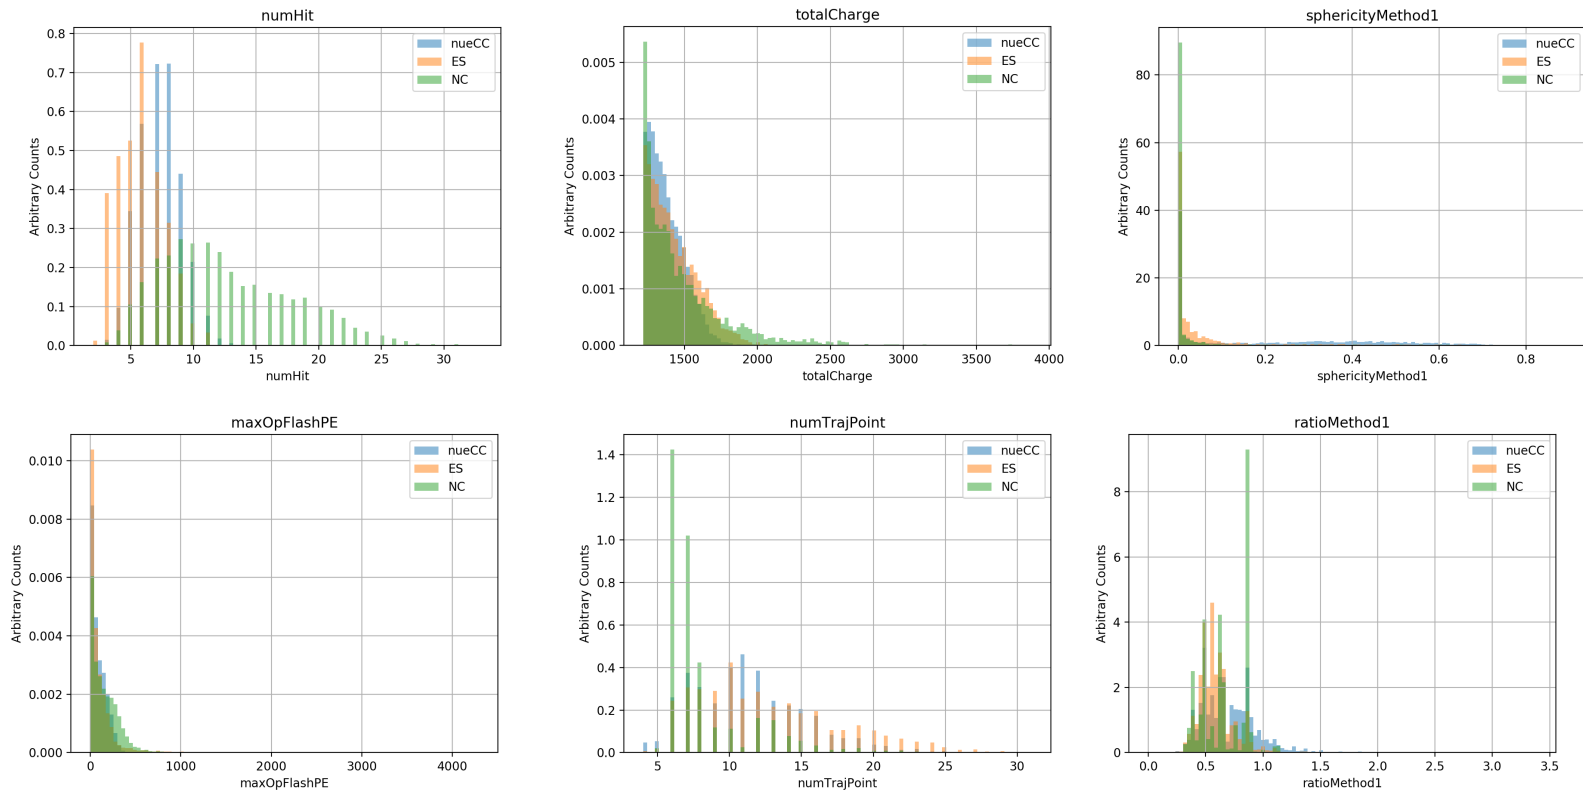 numHit
0.8
0.7
0.6
0.5
0.4
0.3
0.2
0.1
0.0
Arbitrary Counts
5
10
15
20
25
30
numHit
nueCC
ES
NC
totalCharge
0.005
0.004
0.003
0.002
0.001
0.000
Arbitrary Counts
1500
2000
2500
3000
3500
4000
totalCharge
nueCC
ES
NC
sphericityMethod1
80
60
40
20
0
Arbitrary Counts
0.0
0.2
0.4
0.6
0.8
sphericityMethod1
nueCC
ES
NC
maxOpFlashPE
0.010
0.008
0.006
0.004
0.002
0.000
Arbitrary Counts
0
1000
2000
3000
4000
maxOpFlashPE
nueCC
ES
NC
numTrajPoint
1.4
1.2
1.0
0.8
0.6
0.4
0.2
0.0
Arbitrary Counts
5
10
15
20
25
30
numTrajPoint
nueCC
ES
NC
ratioMethod1
8
6
4
2
0
Arbitrary Counts
0.0
0.5
1.0
1.5
2.0
2.5
3.0
3.5
ratioMethod1
nueCC
ES
NC